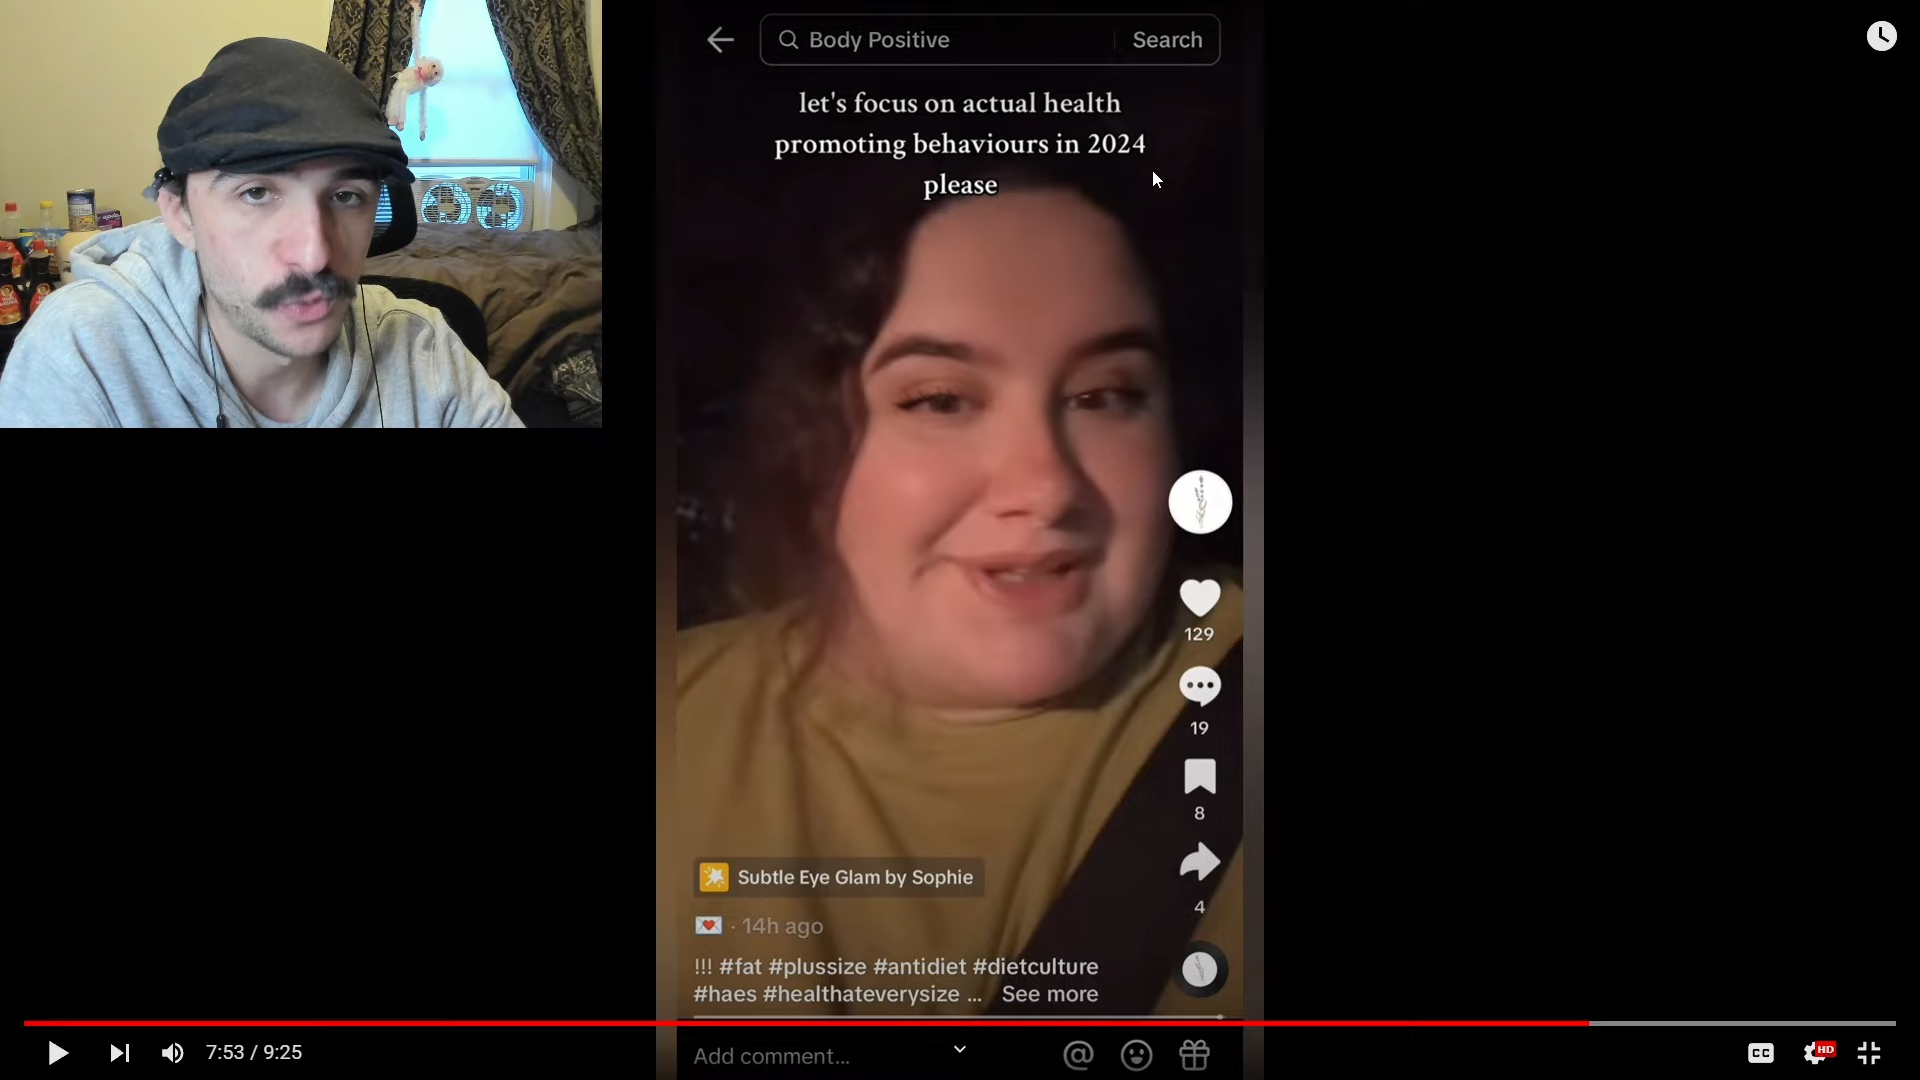 Body Positive
Search
let's focus on actual health
promoting behaviours in 2024
please
129
19
8
4
Subtle Eye Glam by Sophie
· 14h ago
!!! #fat #plussize #antidiet #dietculture
#haes #healthateverysize ... See more
Add comment...
7:53 / 9:25
CC
HD